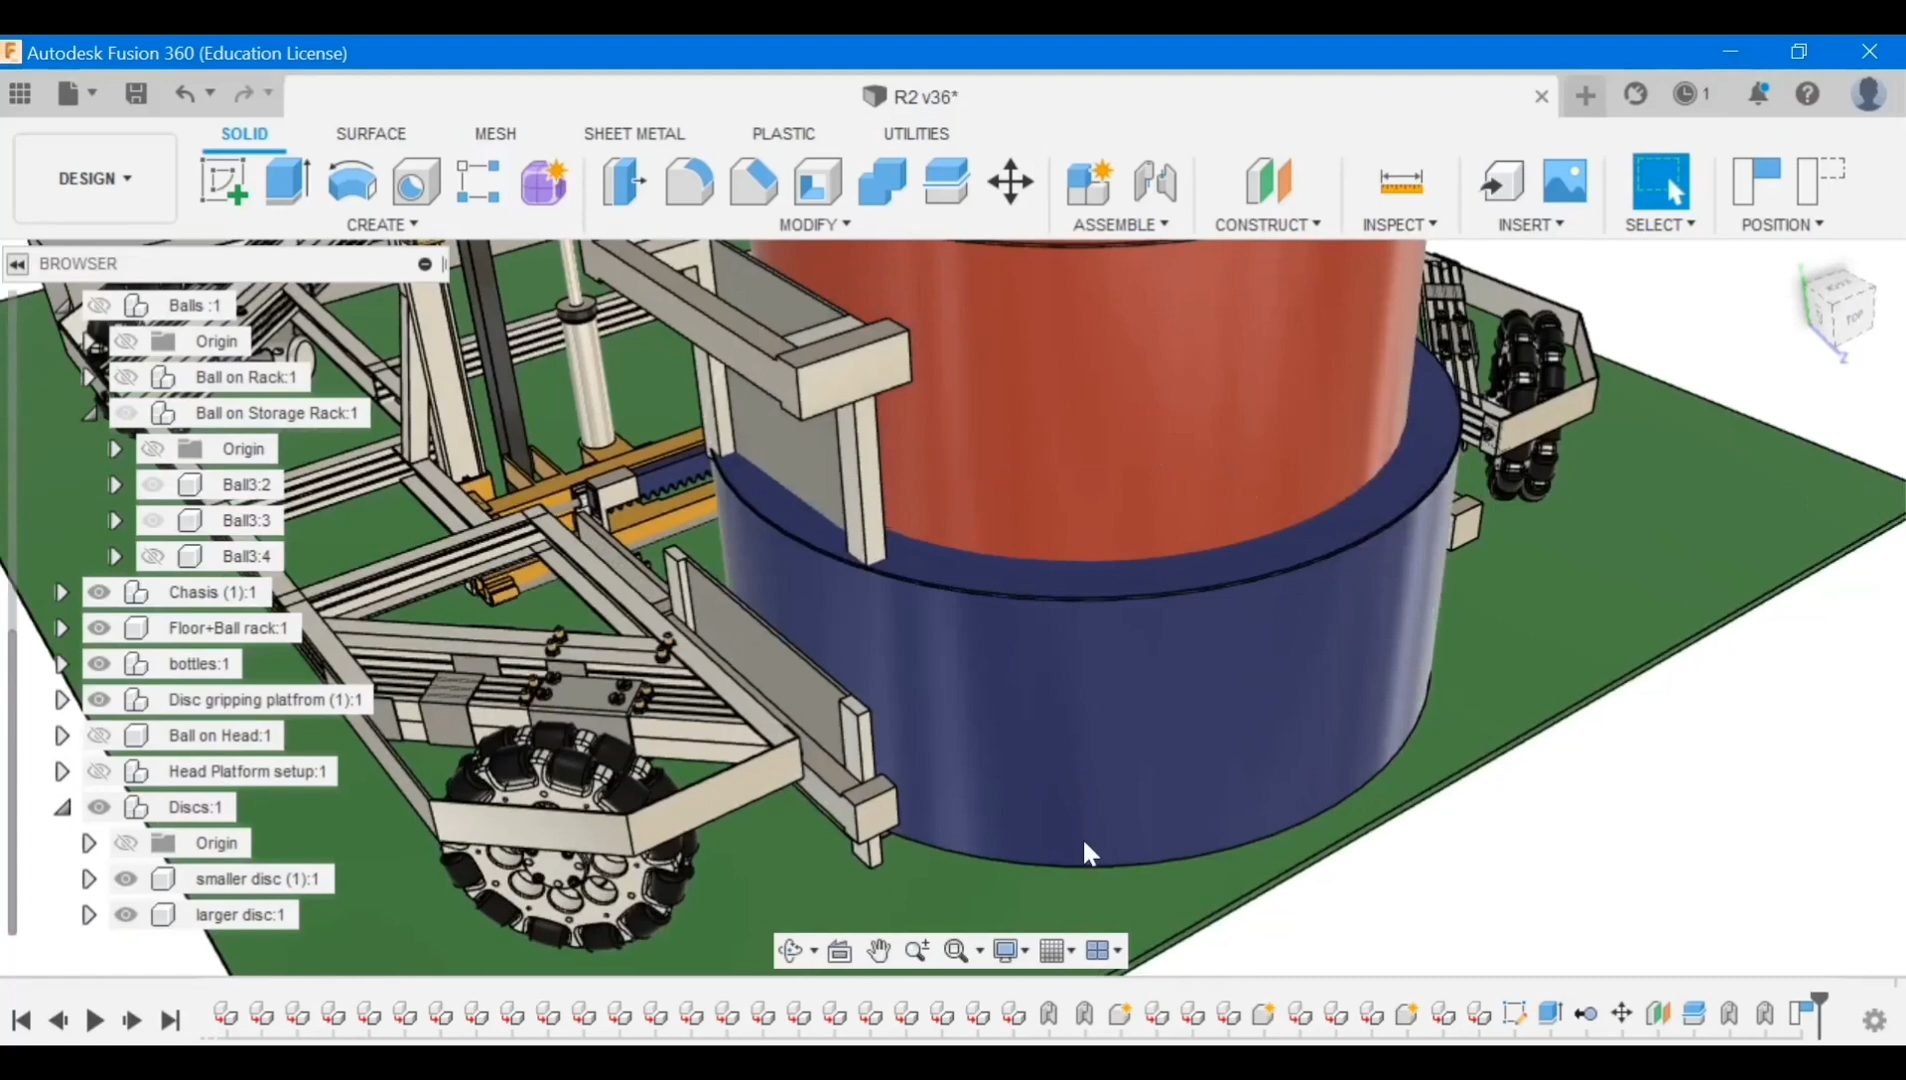 Autodesk Fusion 360 (Education License)
R2 v36*
1
SOLID SURFACE MESH SHEET METAL PLASTIC UTILITIES
DESIGN
CREATE MODIFY ASSEMBLE CONSTRUCT INSPECT INSERT SELECT POSITION
BROWSER
Balls :1
Origin
Ball on Rack:1
Ball on Storage Rack:1
Origin
Ball3:2
Ball3:3
Ball3:4
Chasis (1):1
Floor+Ball rack:1
bottles:1
Disc gripping platfrom (1):1
Ball on Head:1
Head Platform setup:1
Discs:1
Origin
smaller disc (1):1
larger disc:1
TOP
Z